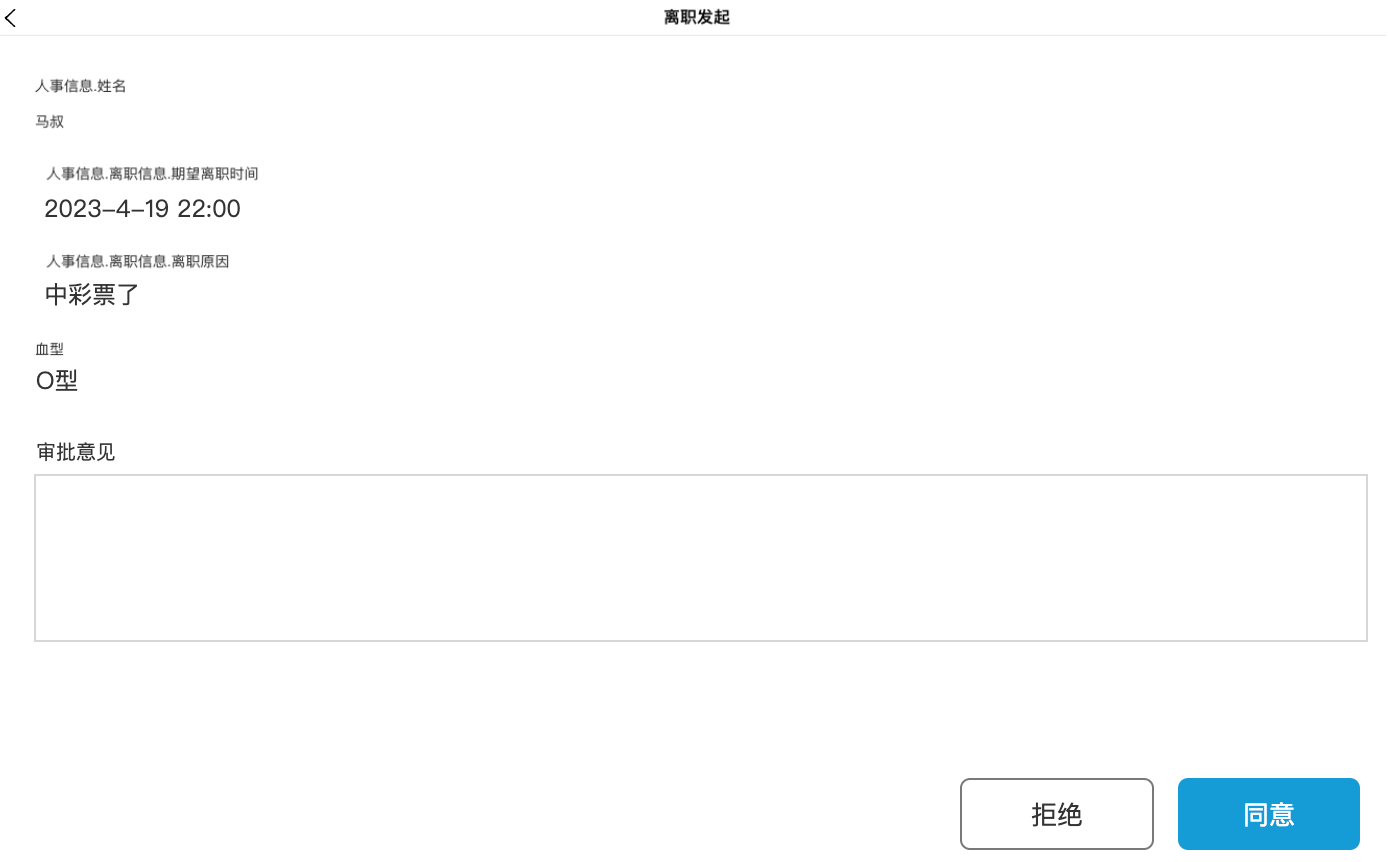 离职发起
人事信息.姓名
马叔
人事信息.离职信息.期望离职时间
2023-4-19 22:00
人事信息.离职信息.离职原因
中彩票了
血型
O型
审批意见
拒绝
同意